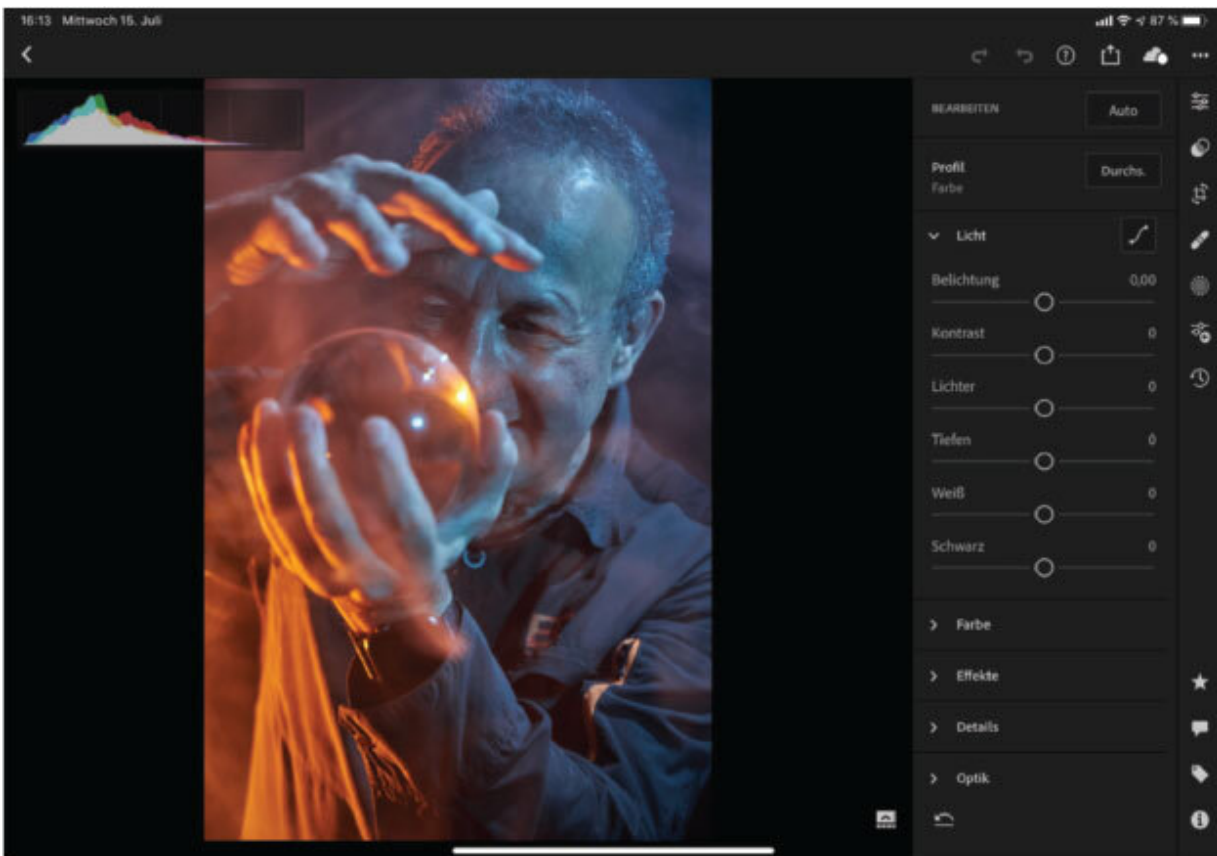 16:13 Mittwoch 15. Juli
87 %
BEARBEITEN
Auto
Profil
Farbe
Durchs.
Licht
Belichtung 0,00
Kontrast 0
Lichter 0
Tiefen 0
Weiß 0
Schwarz 0
Farbe
Effekte
Details
Optik